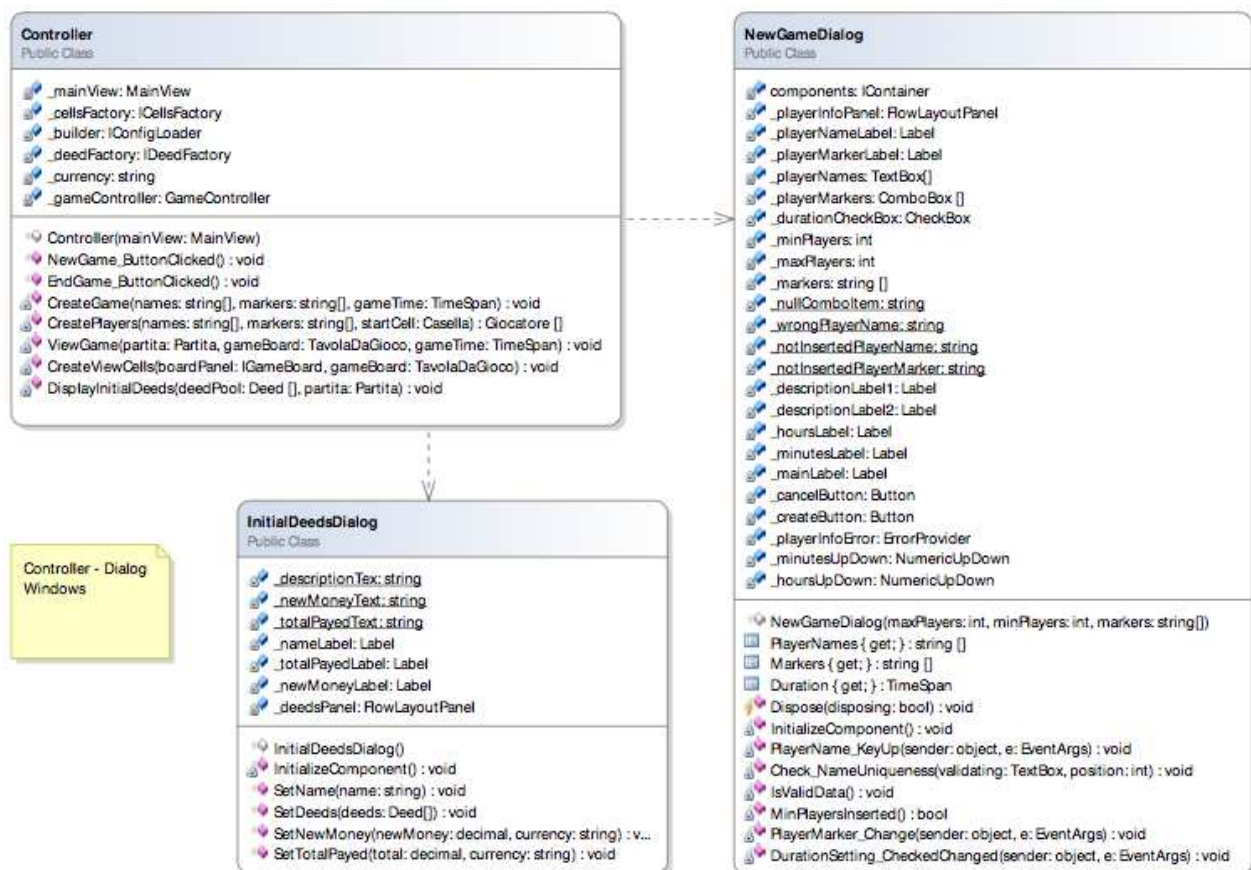 Controller
Public Class
_mainView: MainView
_cellsFactory: ICellsFactory
_builder: IConfigLoader
_deedFactory: IDeedFactory
_currency: string
_gameController: GameController
Controller(mainView: MainView)
NewGame_ButtonClicked() : void
EndGame_ButtonClicked() : void
CreateGame(names: string[], markers: string[], gameTime: TimeSpan) : void
CreatePlayers(names: string[], markers: string[], startCell: Casella) : Giocatore []
ViewGame(partita: Partita, gameBoard: TavolaDaGioco, gameTime: TimeSpan) : void
CreateViewCells(boardPanel: IGameBoard, gameBoard: TavolaDaGioco) : void
DisplayInitialDeeds(deedPool: Deed [], partita: Partita) : void
NewGameDialog
Public Class
components: IContainer
_playerInfoPanel: FlowLayoutPanel
_playerNameLabel: Label
_playerMarkerLabel: Label
_playerNames: TextBox[]
_playerMarkers: ComboBox []
_durationCheckBox: CheckBox
_minPlayers: int
_maxPlayers: int
_markers: string []
_nullComboItem: string
_wrongPlayerName: string
_notInsertedPlayerName: string
_notInsertedPlayerMarker: string
_descriptionLabel1: Label
_descriptionLabel2: Label
_hoursLabel: Label
_minutesLabel: Label
_mainLabel: Label
_cancelButton: Button
_createButton: Button
_playerInfoError: ErrorProvider
_minutesUpDown: NumericUpDown
_hoursUpDown: NumericUpDown
NewGameDialog(maxPlayers: int, minPlayers: int, markers: string[])
PlayerNames { get; } : string []
Markers { get; } : string []
Duration { get; } : TimeSpan
Dispose(disposing: bool) : void
InitializeComponent() : void
PlayerName_KeyUp(sender: object, e: EventArgs) : void
Check_NameUniqueness(validating: TextBox, position: int) : void
IsValidData() : void
MinPlayersInserted() : bool
PlayerMarker_Change(sender: object, e: EventArgs) : void
DurationSetting_CheckedChanged(sender: object, e: EventArgs) : void
Controller - Dialog
Windows
InitialDeedsDialog
Public Class
_descriptionTex: string
_newMoneyText: string
_totalPayedText: string
_nameLabel: Label
_totalPayedLabel: Label
_newMoneyLabel: Label
_deedsPanel: FlowLayoutPanel
InitialDeedsDialog()
InitializeComponent() : void
SetName(name: string) : void
SetDeeds(deeds: Deed[]) : void
SetNewMoney(newMoney: decimal, currency: string) : v...
SetTotalPayed(total: decimal, currency: string) : void